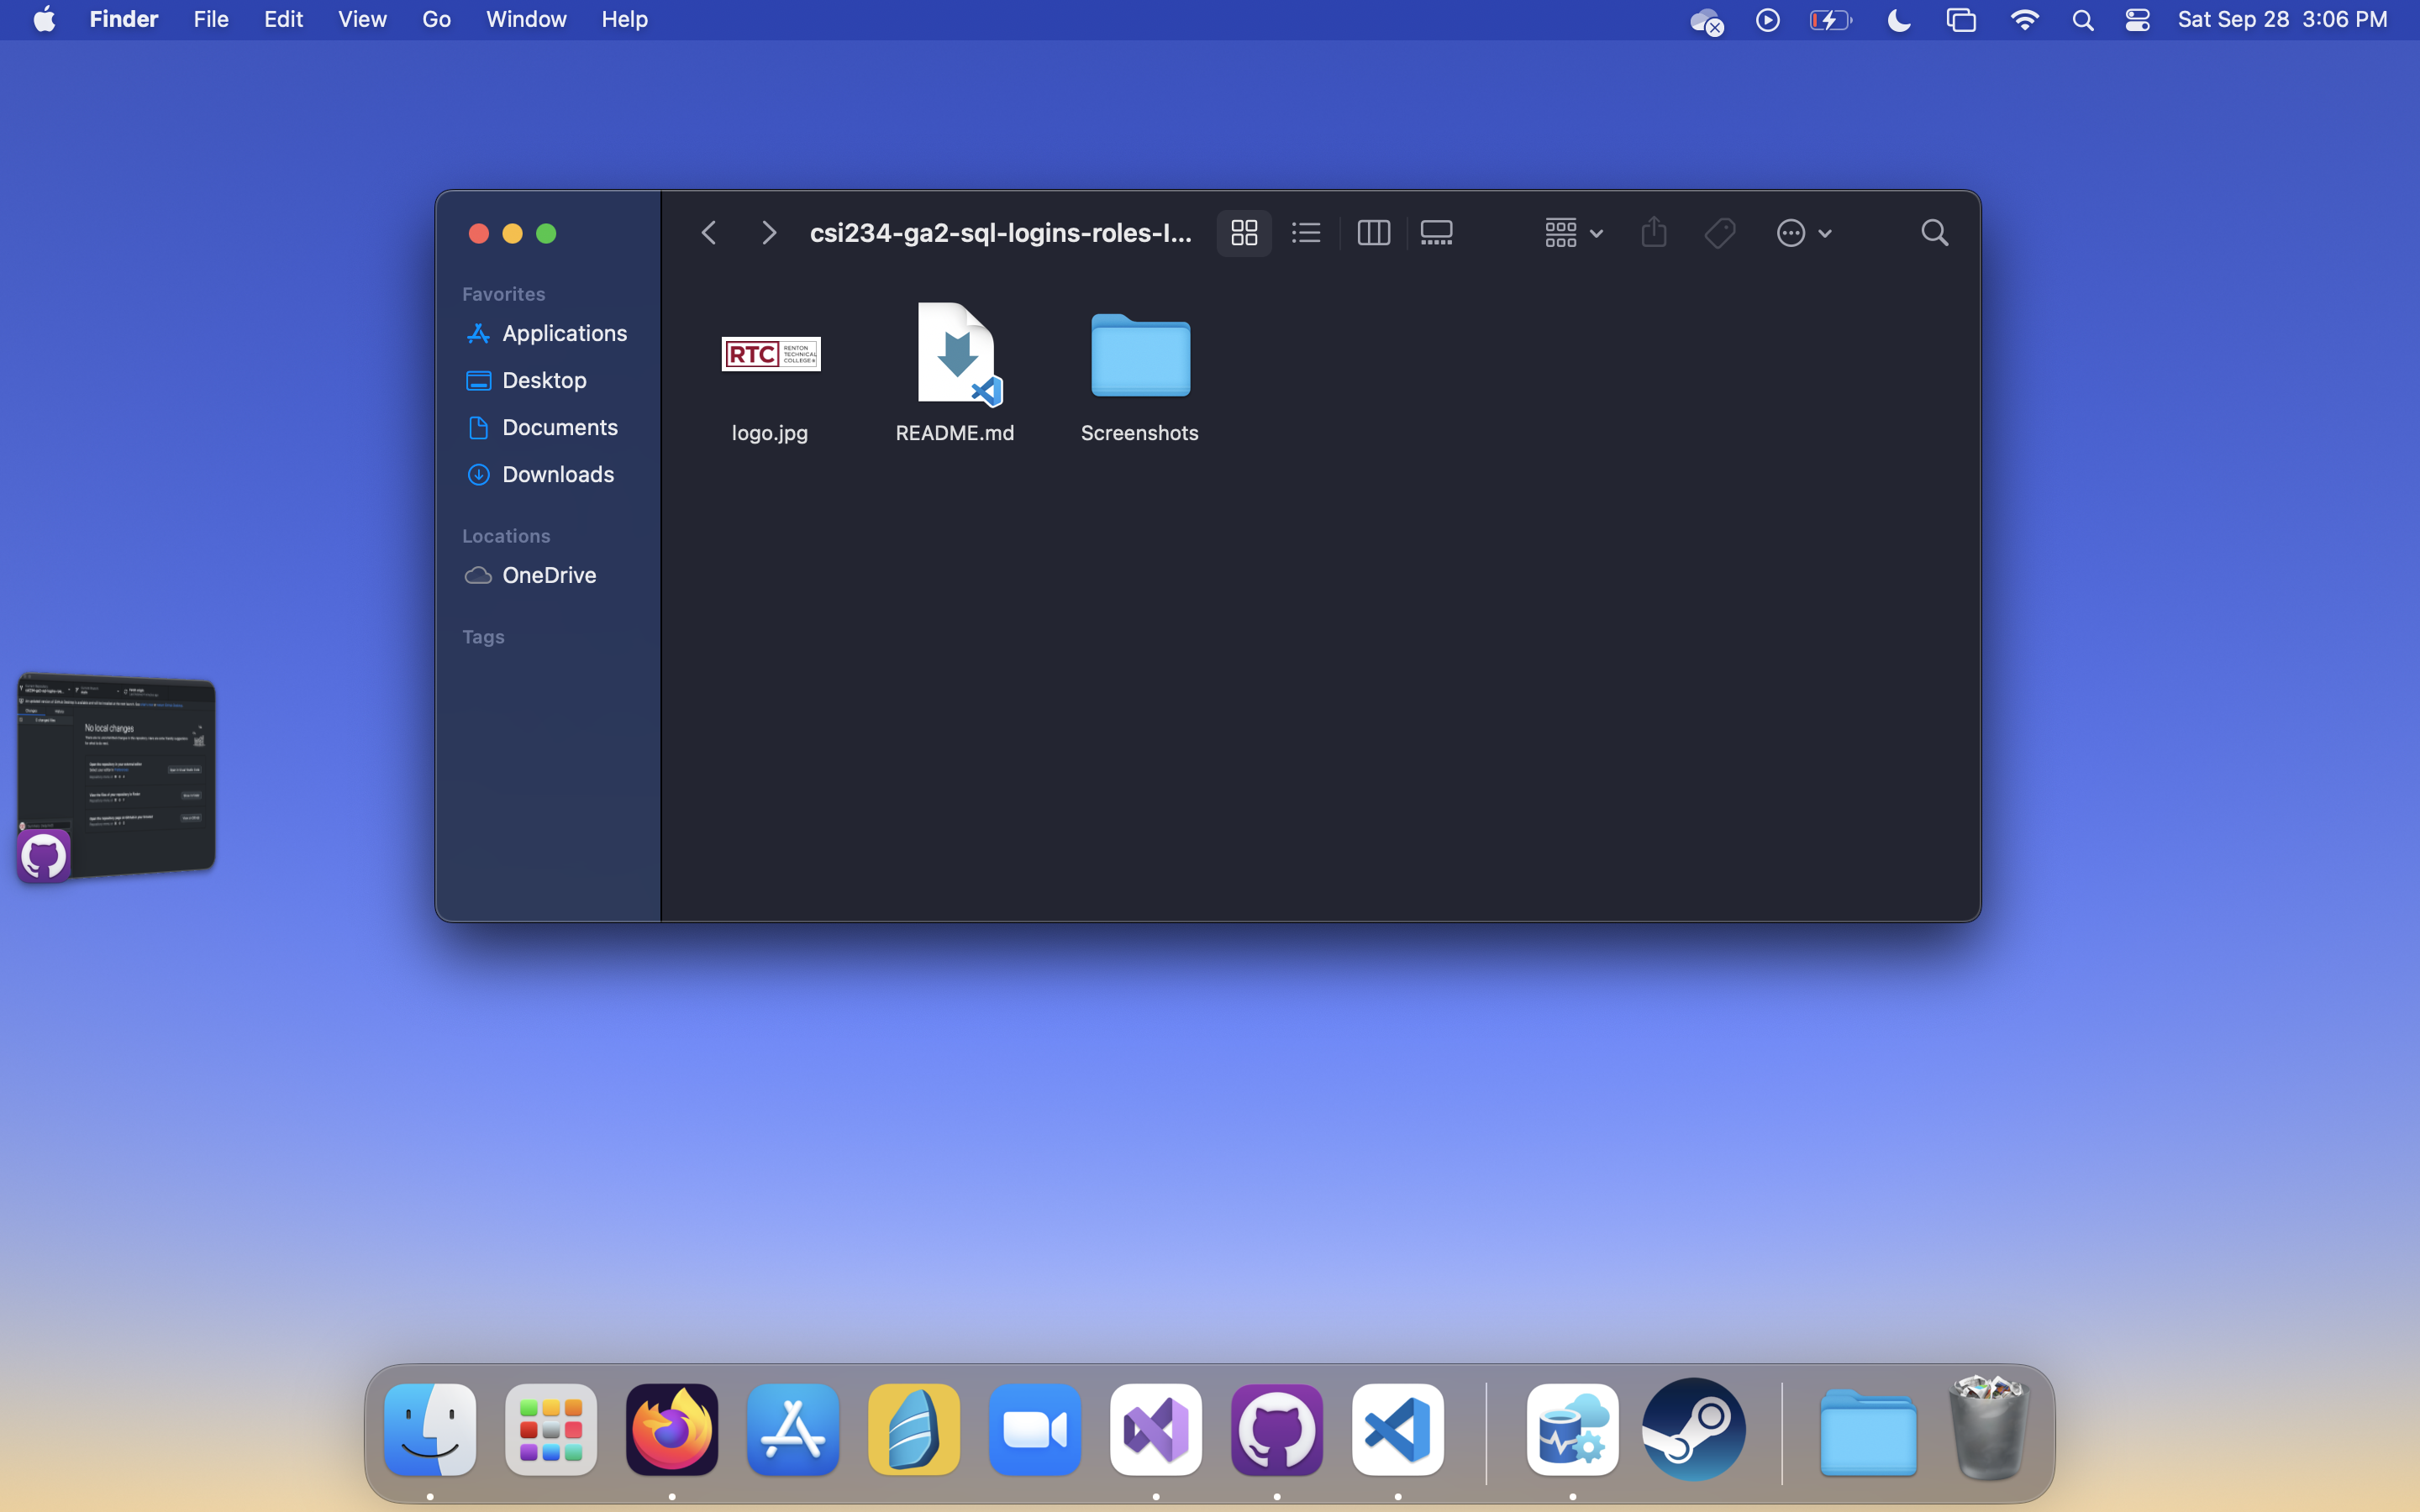 Finder File Edit View Go Window Help Sat Sep 28 3:06 PM
csi234-ga2-sql-logins-roles-l...
Favorites
Applications
Desktop
Documents
Downloads
Locations
OneDrive
Tags
RTC RENTON TECHNICAL COLLEGE
logo.jpg README.md Screenshots
No local changes